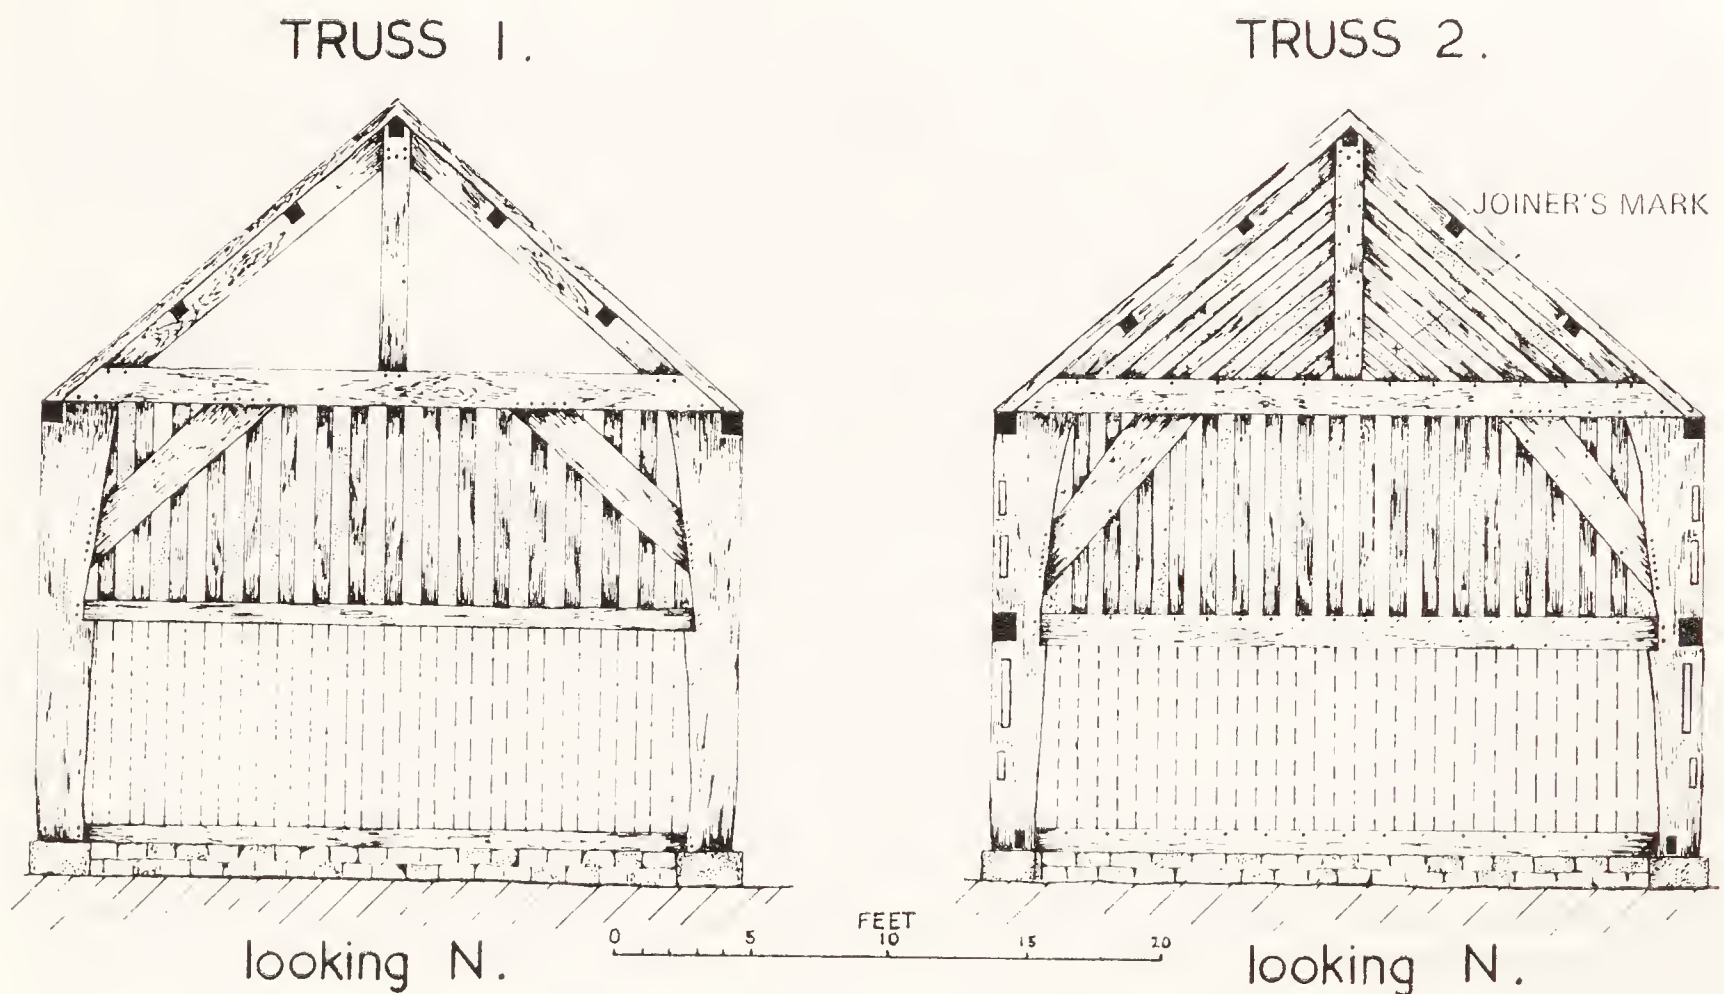 TRUSS 1.
TRUSS 2.
JOINER'S MARK
FEET
0 5 10 15 20
looking N.
looking N.